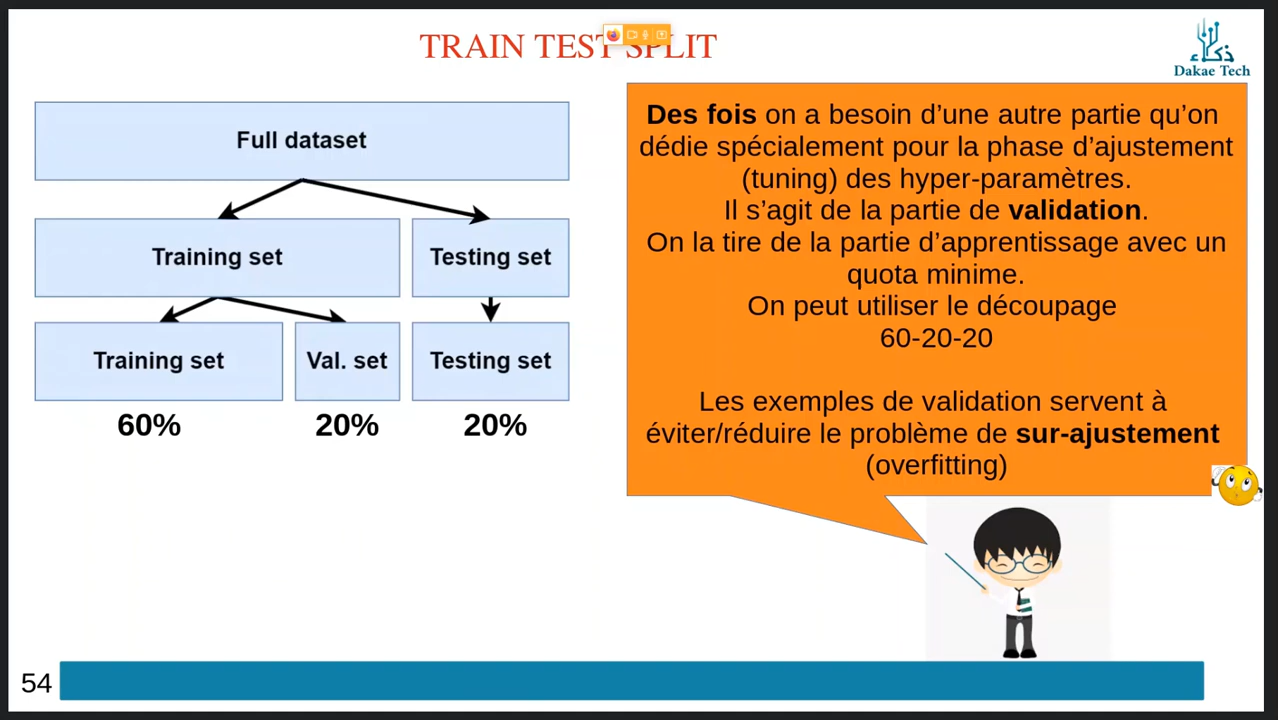 TRAIN TEST SPLIT
ذكاء
Dakae Tech
Full dataset
Training set
Testing set
Training set
Val. set
Testing set
60%
20%
20%
Des fois on a besoin d’une autre partie qu’on
dédie spécialement pour la phase d’ajustement
(tuning) des hyper-paramètres.
Il s’agit de la partie de validation.
On la tire de la partie d’apprentissage avec un
quota minime.
On peut utiliser le découpage
60-20-20
Les exemples de validation servent à
éviter/réduire le problème de sur-ajustement
(overfitting)
54